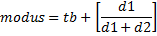 modus = tb + [d1 / (d1 + d2)]